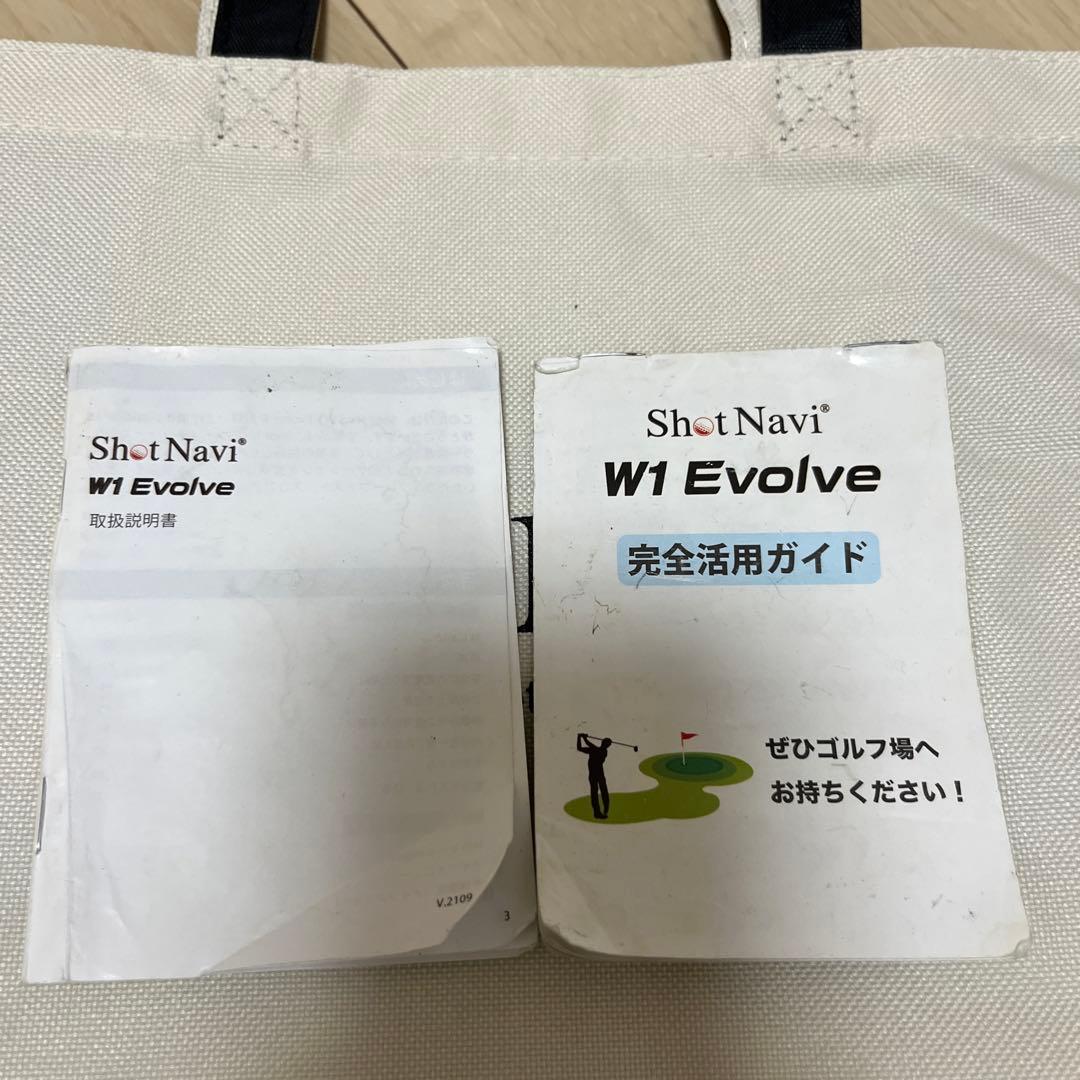 Shot Navi®
W1 Evolve
取扱説明書
V.2109
3
Shot Navi®
W1 Evolve
完全活用ガイド
ぜひゴルフ場へ
お持ちください！